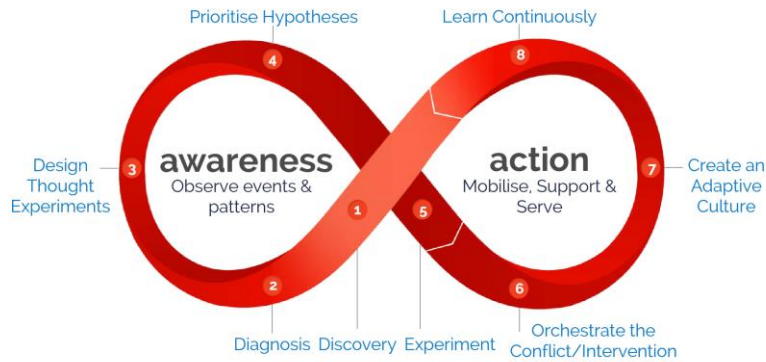 Prioritise Hypotheses
Learn Continuously
4
8
Design
Thought
Experiments
3
awareness
Observe events &
patterns
action
Mobilise, Support &
Serve
7
Create an
Adaptive
Culture
1
5
2
6
Diagnosis
Discovery
Experiment
Orchestrate the
Conflict/Intervention